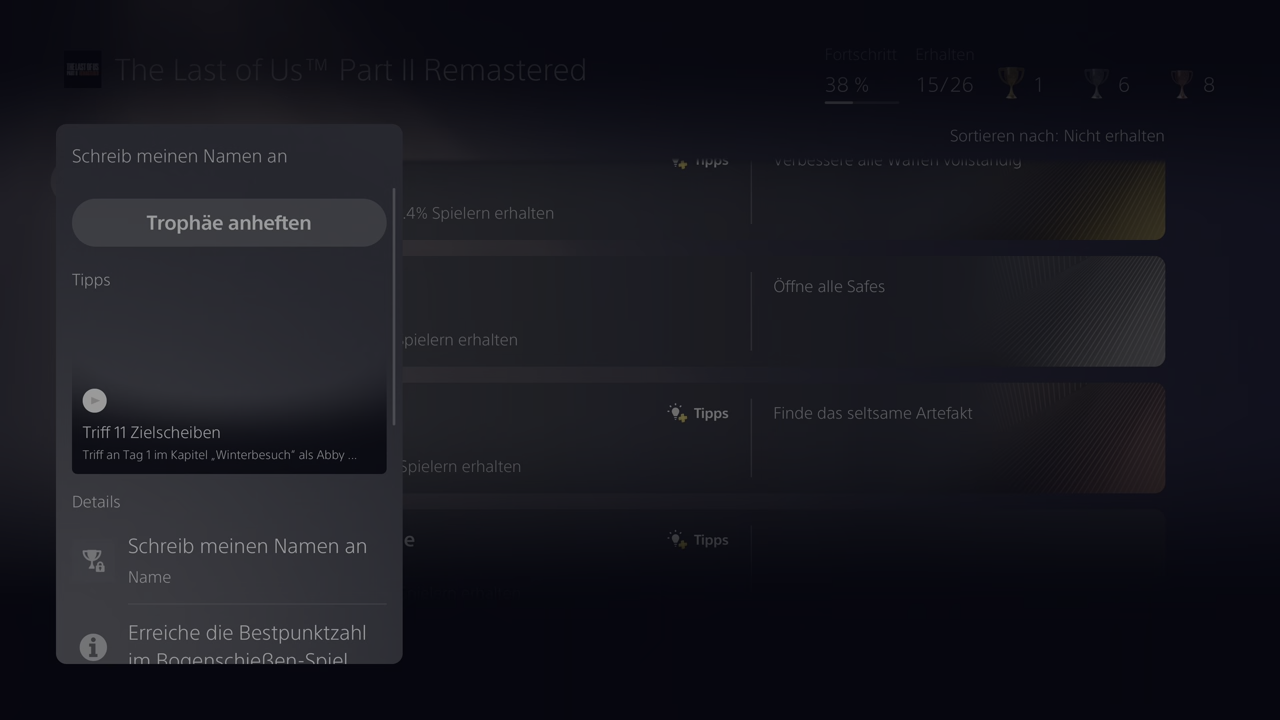 The Last of Us™ Part II Remastered
Fortschritt
Erhalten
38 %
15/26
1
6
8
Sortieren nach: Nicht erhalten
Schreib meinen Namen an
Trophäe anheften
Tipps
Triff 11 Zielscheiben
Triff an Tag 1 im Kapitel „Winterbesuch“ als Abby ...
Details
Schreib meinen Namen an
Name
Erreiche die Bestpunktzahl
im Bogenschießen-Spiel
Tipps
Verbessere alle Waffen vollständig
.4% Spielern erhalten
Öffne alle Safes
pielern erhalten
Tipps
Finde das seltsame Artefakt
Spielern erhalten
e
Tipps